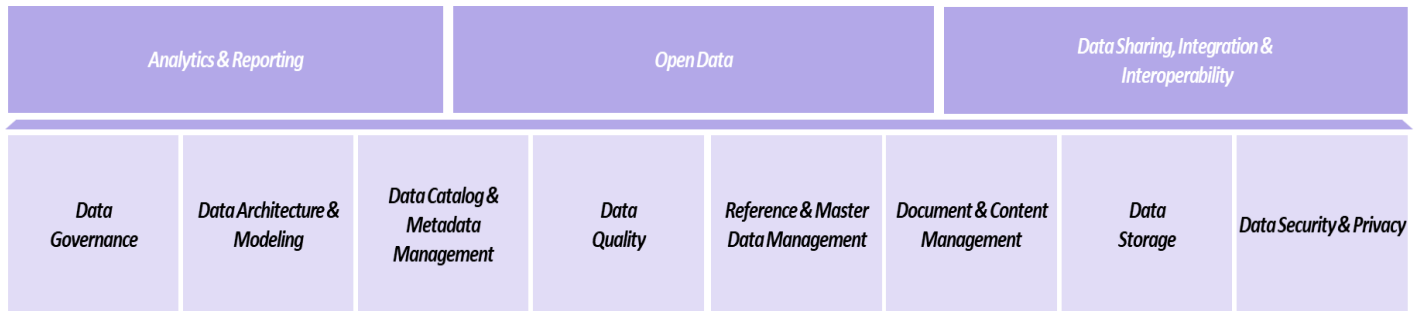 Analytics & Reporting
Open Data
Data Sharing, Integration &
Interoperability
Data
Governance
Data Architecture &
Modeling
Data Catalog &
Metadata
Management
Data
Quality
Reference & Master
Data Management
Document & Content
Management
Data
Storage
Data Security & Privacy